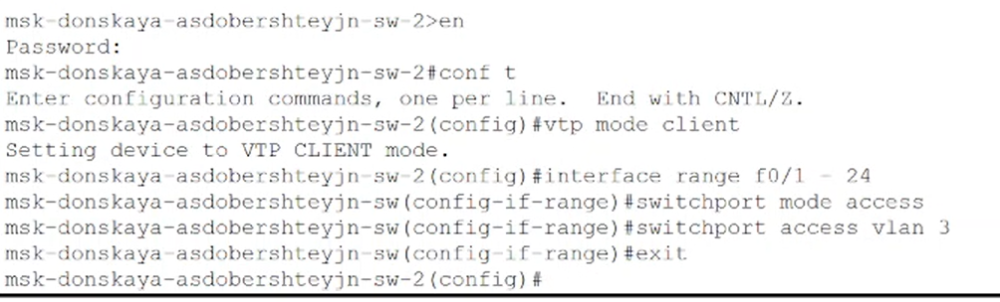 msk-donskaya-asdobershteyjn-sw-2>en
Password:
msk-donskaya-asdobershteyjn-sw-2#conf t
Enter configuration commands, one per line.  End with CNTL/Z.
msk-donskaya-asdobershteyjn-sw-2(config)#vtp mode client
Setting device to VTP CLIENT mode.
msk-donskaya-asdobershteyjn-sw-2(config)#interface range f0/1 - 24
msk-donskaya-asdobershteyjn-sw(config-if-range)#switchport mode access
msk-donskaya-asdobershteyjn-sw(config-if-range)#switchport access vlan 3
msk-donskaya-asdobershteyjn-sw(config-if-range)#exit
msk-donskaya-asdobershteyjn-sw-2(config)#